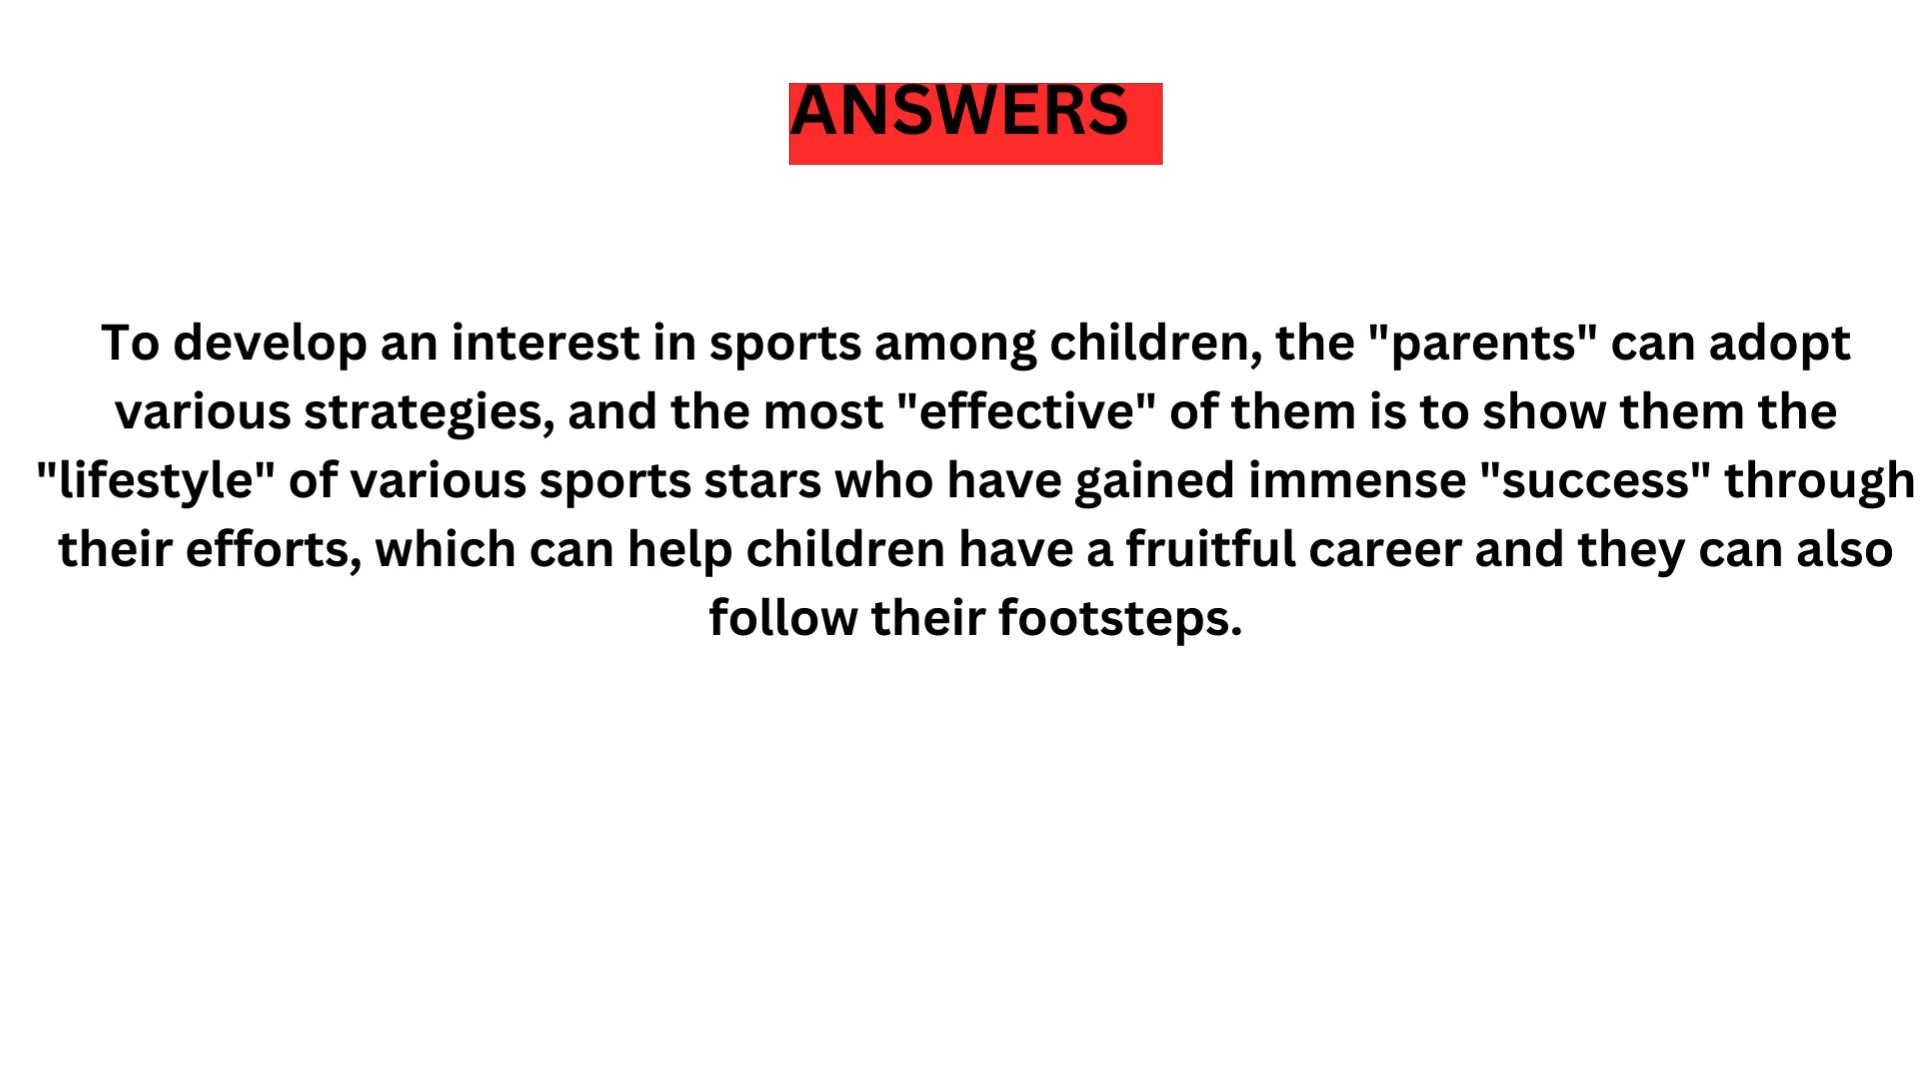 ANSWERS
To develop an interest in sports among children, the "parents" can adopt
various strategies, and the most "effective" of them is to show them the
"lifestyle" of various sports stars who have gained immense "success" through
their efforts, which can help children have a fruitful career and they can also
follow their footsteps.